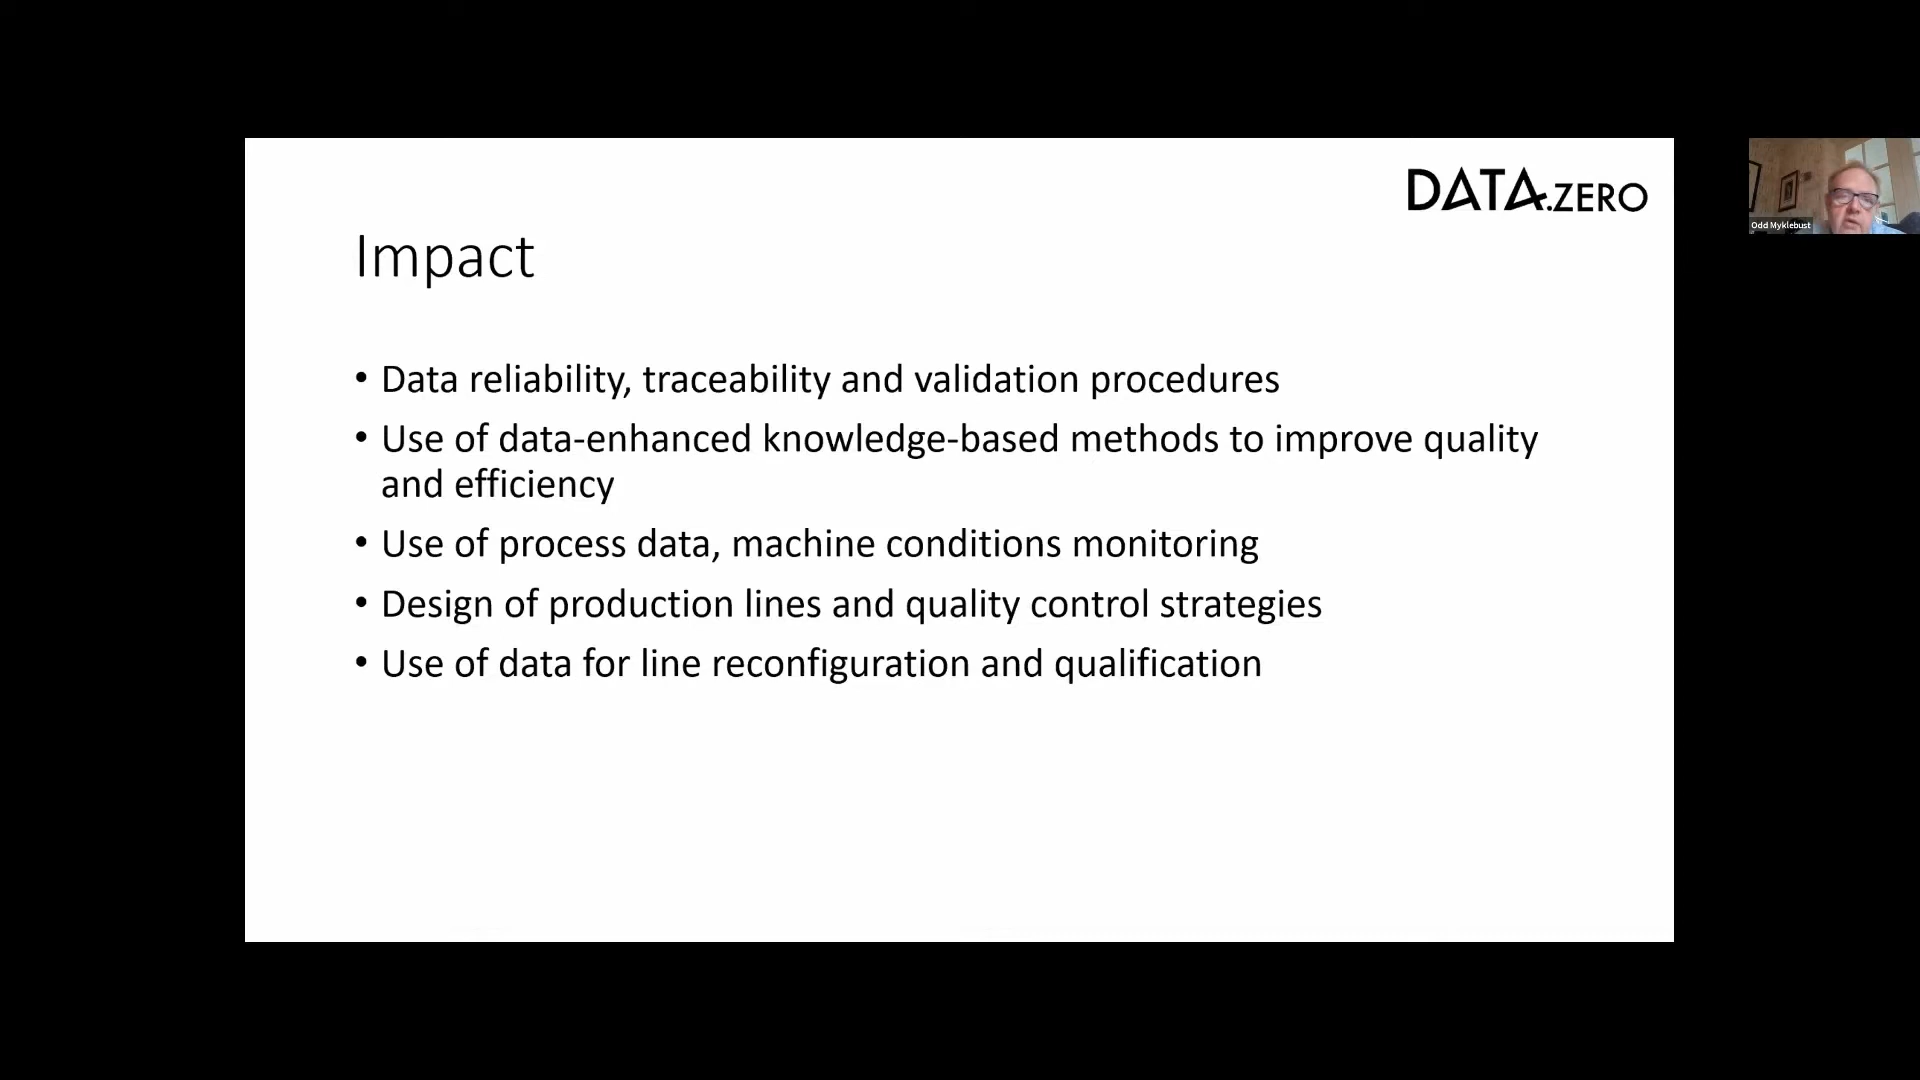 DATA.ZERO
Impact
• Data reliability, traceability and validation procedures
• Use of data-enhanced knowledge-based methods to improve quality
and efficiency
• Use of process data, machine conditions monitoring
• Design of production lines and quality control strategies
• Use of data for line reconfiguration and qualification
Odd Myklebust